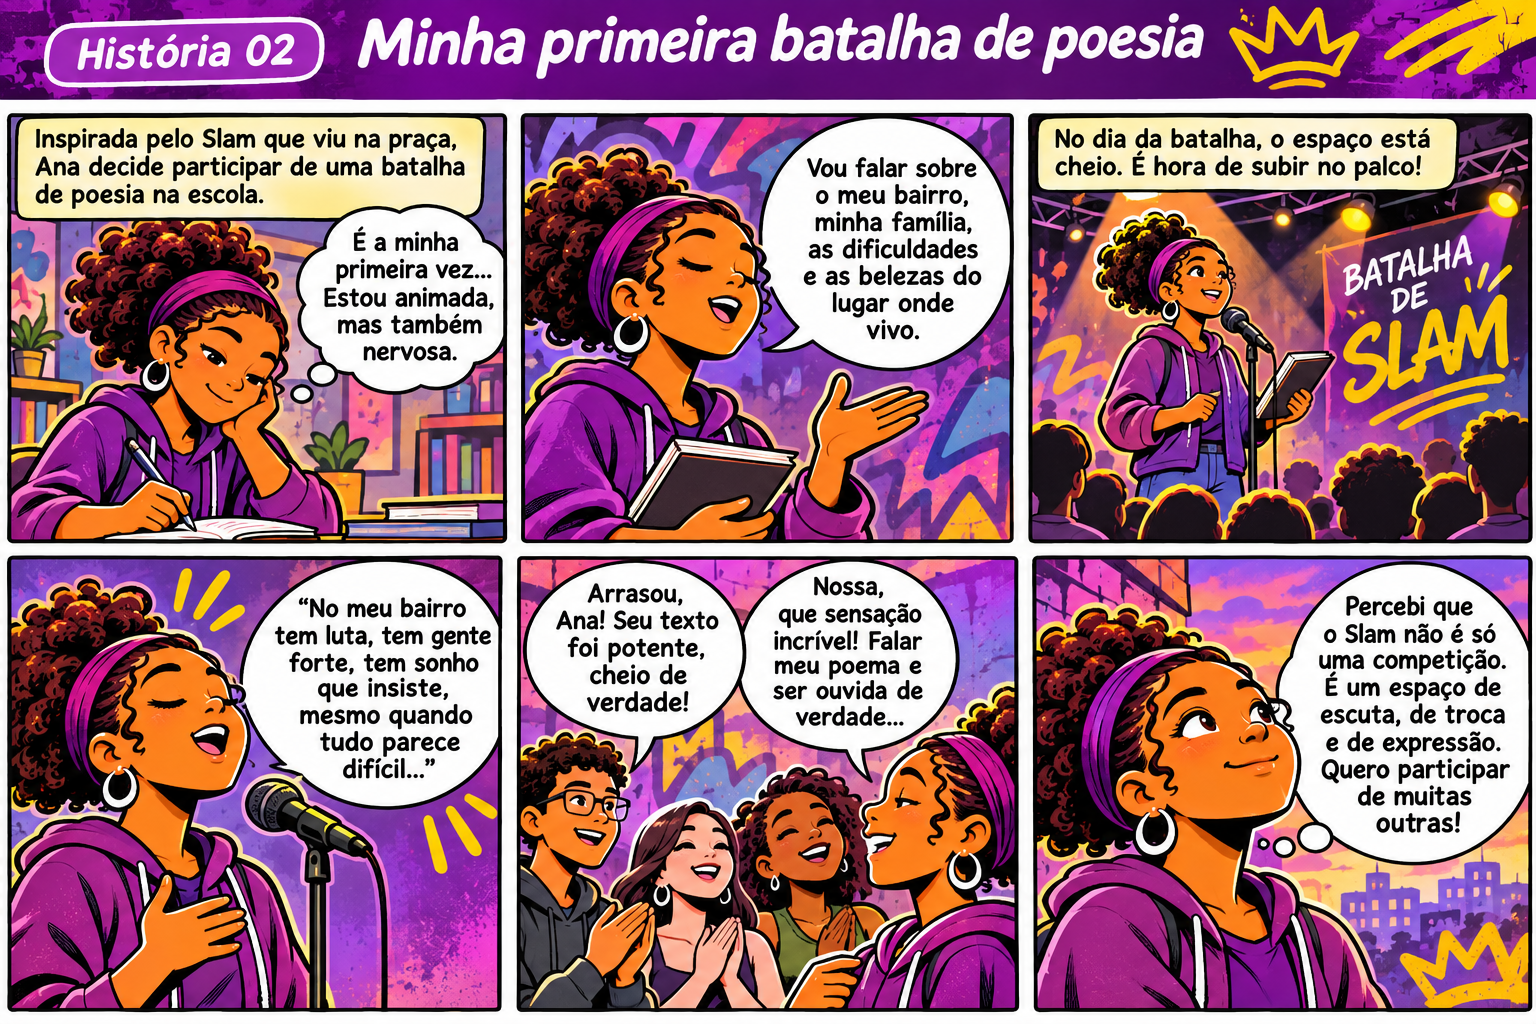 História 02
Minha primeira batalha de poesia
Inspirada pelo Slam que viu na praça,
Ana decide participar de uma batalha
de poesia na escola.
É a minha
primeira vez...
Estou animada,
mas também
nervosa.
Vou falar sobre
o meu bairro,
minha família,
as dificuldades
e as belezas do
lugar onde
vivo.
No dia da batalha, o espaço está
cheio. É hora de subir no palco!
BATALHA
DE
SLAM
“No meu bairro
tem luta, tem gente
forte, tem sonho
que insiste,
mesmo quando
tudo parece
difícil...”
Arrasou,
Ana! Seu texto
foi potente,
cheio de
verdade!
Nossa,
que sensação
incrível! Falar
meu poema e
ser ouvida de
verdade...
Percebi que
o Slam não é só
uma competição.
É um espaço de
escuta, de troca
e de expressão.
Quero participar
de muitas
outras!